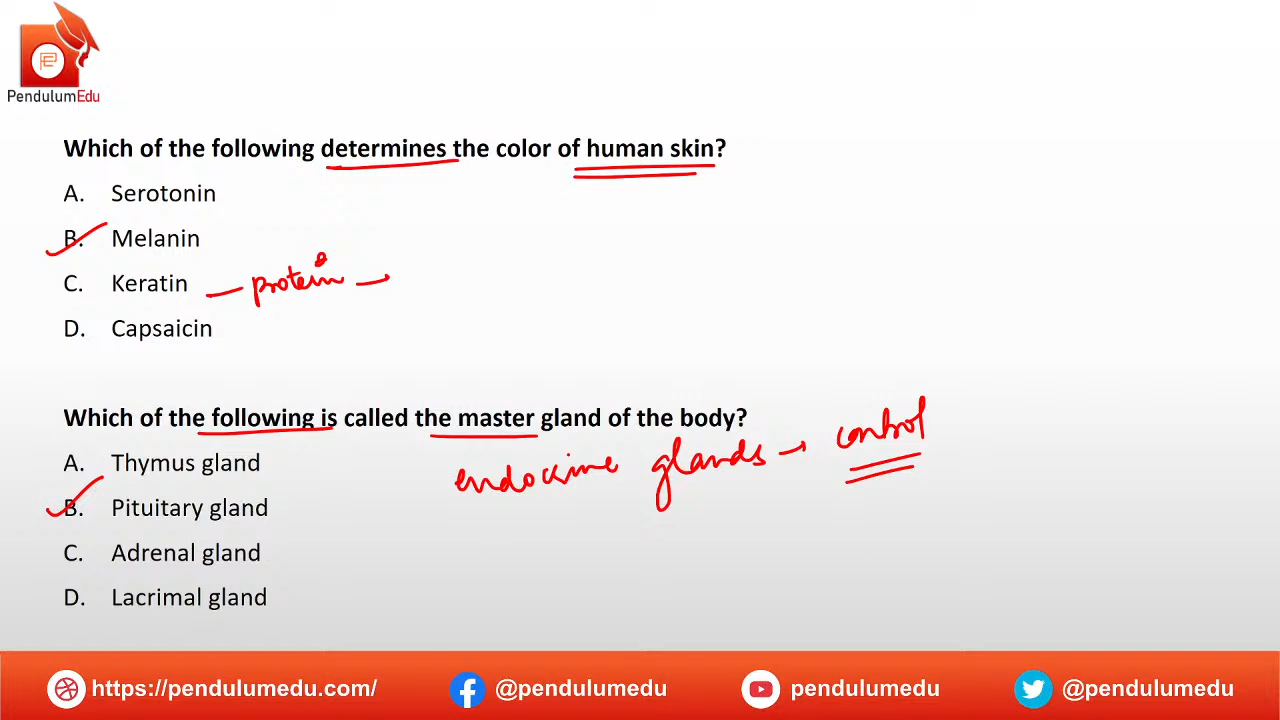 PendulumEdu
Which of the following determines the color of human skin?
A. Serotonin
B. Melanin
C. Keratin — protein →
D. Capsaicin
Which of the following is called the master gland of the body?
A. Thymus gland
endocrine glands → control
B. Pituitary gland
C. Adrenal gland
D. Lacrimal gland
https://pendulumedu.com/ @pendulumedu pendulumedu @pendulumedu